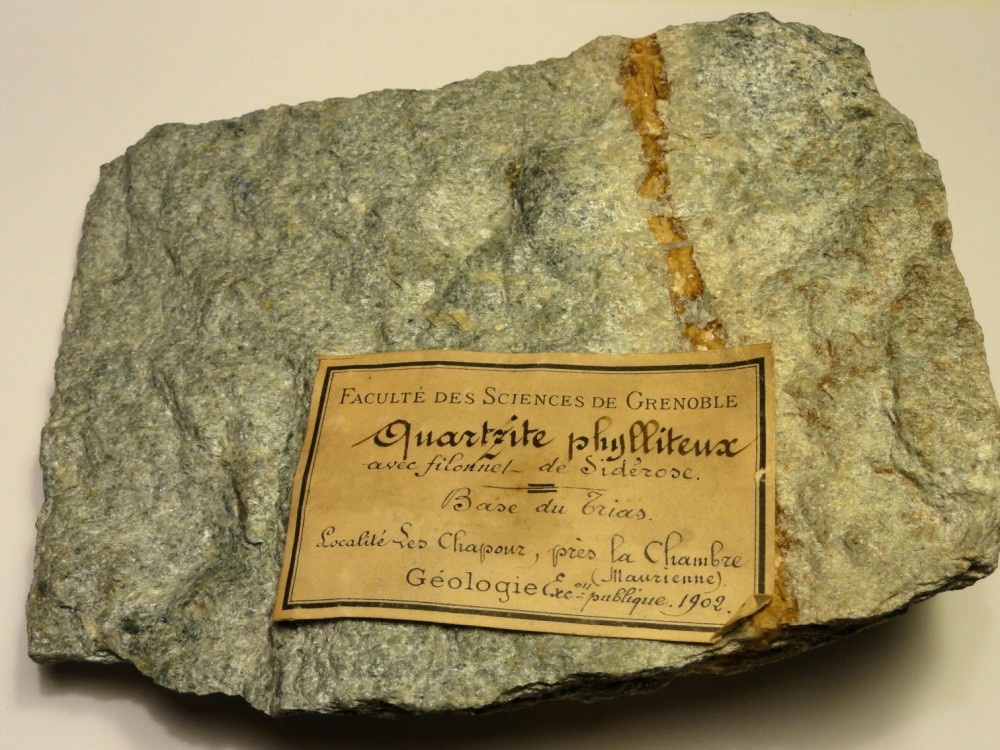 FACULTÉ DES SCIENCES DE GRENOBLE
Quartzite phylliteux
avec filonnet de Sidérose.
Base du Trias.
Localité Les Chapour, près la Chambre
(Maurienne).
Géologie Exc.on publique. 1902.